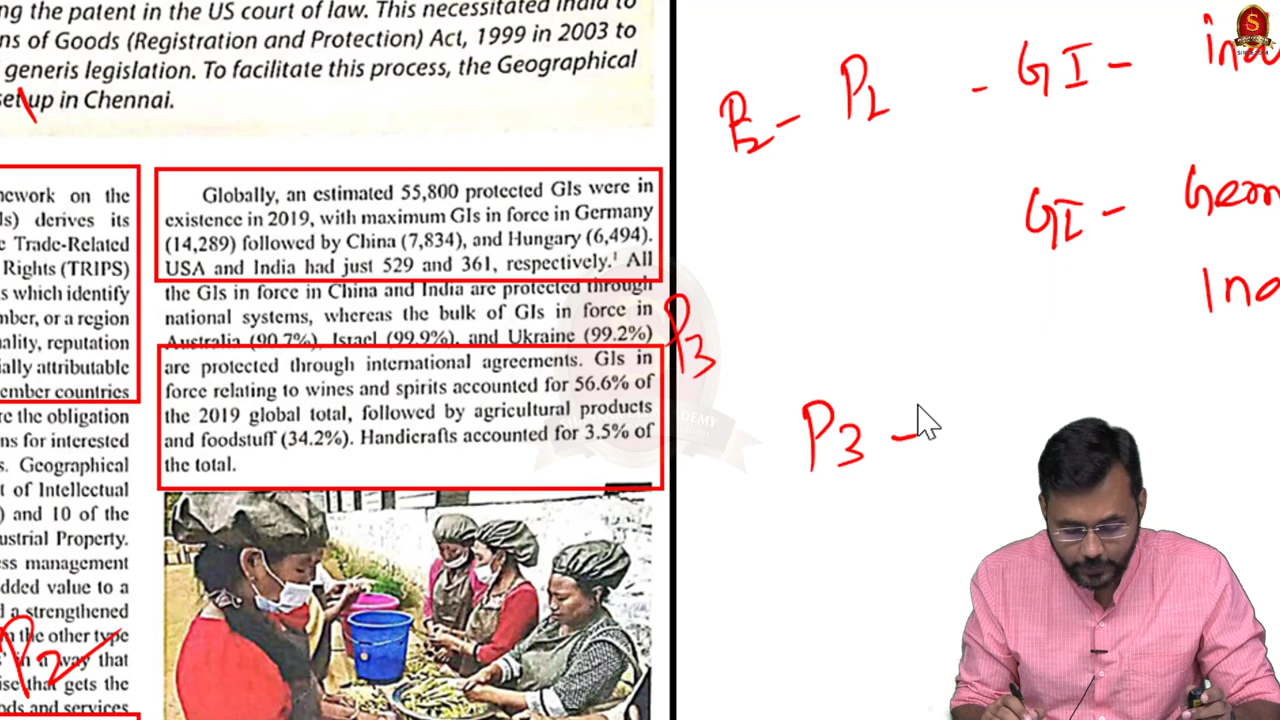 ng the patent in the US court of law. This necessitated India to
ns of Goods (Registration and Protection) Act, 1999 in 2003 to
generis legislation. To facilitate this process, the Geographical
set up in Chennai.
mework on the
ls) derives its
e Trade-Related
Rights (TRIPS)
s which identify
mber, or a region
ality, reputation
ially attributable
ember countries
re the obligation
ns for interested
s. Geographical
t of Intellectual
) and 10 of the
ustrial Property.
ess management
dded value to a
d a strengthened
n the other type
s' in a way that
ise that gets the
ods and services
P2
Globally, an estimated 55,800 protected GIs were in
existence in 2019, with maximum GIs in force in Germany
(14,289) followed by China (7,834), and Hungary (6,494).
USA and India had just 529 and 361, respectively.¹ All
the GIs in force in China and India are protected through
national systems, whereas the bulk of GIs in force in
Australia (90.7%), Israel (99.9%), and Ukraine (99.2%)
are protected through international agreements. GIs in
force relating to wines and spirits accounted for 56.6% of
the 2019 global total, followed by agricultural products
and foodstuff (34.2%). Handicrafts accounted for 3.5% of
the total.
P3
P2 - P1 - GI -
GI -
P3 -